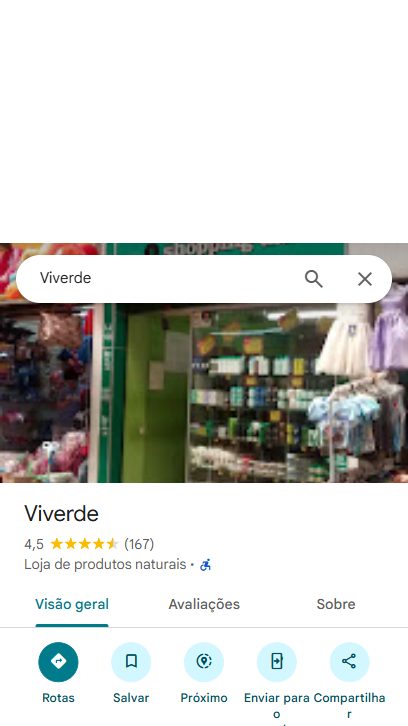 shopping
Viverde
Viverde
4,5 (167)
Loja de produtos naturais •
Visão geral Avaliações Sobre
Rotas Salvar Próximo Enviar para o Compartilhar